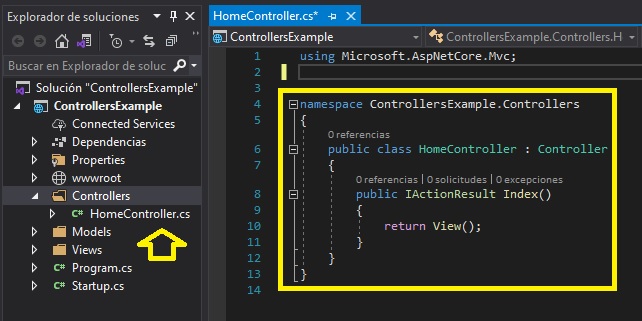 Explorador de soluciones
Buscar en Explorador de soluc
Solución "ControllersExample"
ControllersExample
Connected Services
Dependencias
Properties
wwwroot
Controllers
C# HomeController.cs
Models
Views
C# Program.cs
C# Startup.cs
HomeController.cs*
ControllersExample
ControllersExample.Controllers.H
1 using Microsoft.AspNetCore.Mvc;
2
4 namespace ControllersExample.Controllers
5 {
0 referencias
6 public class HomeController : Controller
7 {
0 referencias | 0 solicitudes | 0 excepciones
8 public IActionResult Index()
9 {
10 return View();
11 }
12 }
13 }
14